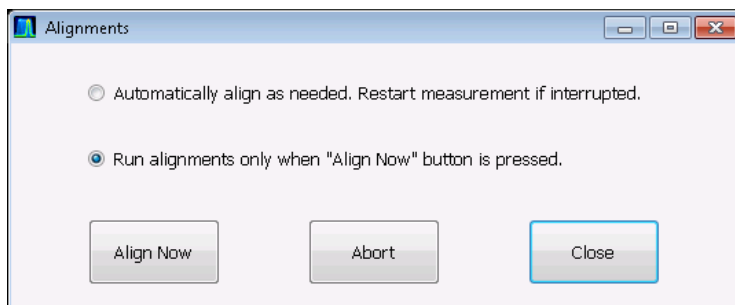 Alignments
Automatically align as needed. Restart measurement if interrupted.
Run alignments only when "Align Now" button is pressed.
Align Now
Abort
Close